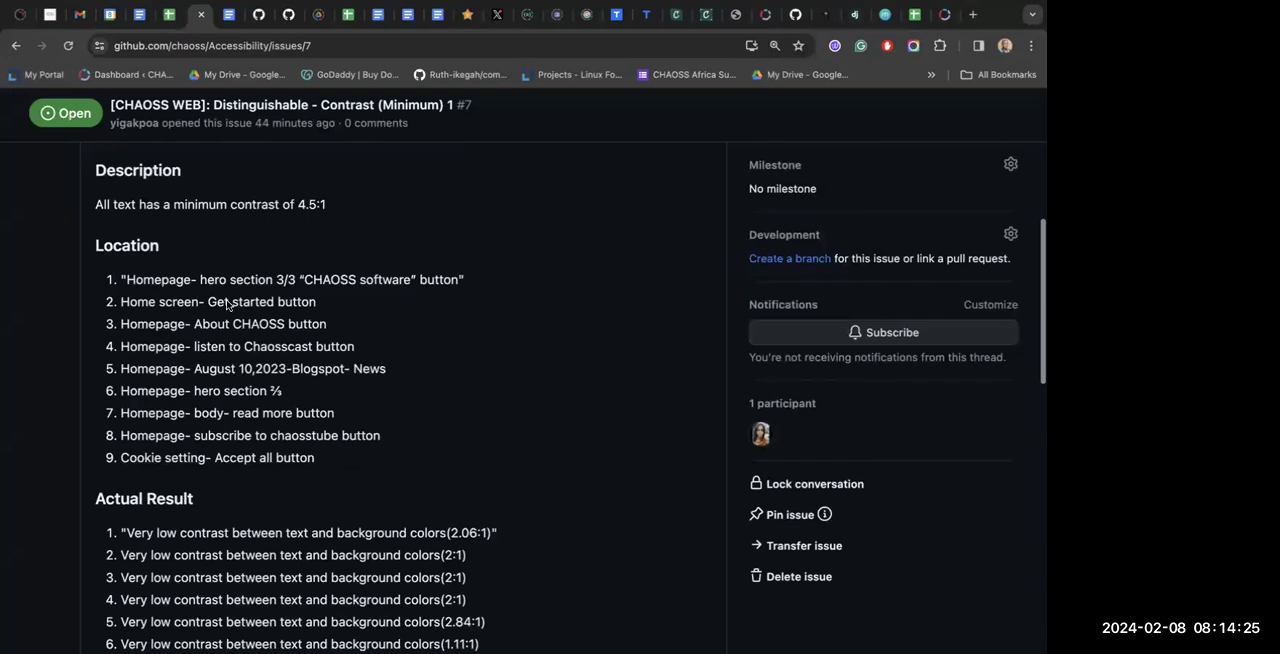 github.com/chaoss/Accessibility/issues/7
My Portal
Dashboard ‹ CHA...
My Drive - Google...
GoDaddy | Buy Do...
Ruth-ikegah/com...
Projects - Linux Fo...
CHAOSS Africa Su...
My Drive - Google...
»
All Bookmarks
Open
[CHAOSS WEB]: Distinguishable - Contrast (Minimum) 1 #7
yigakpoa opened this issue 44 minutes ago · 0 comments
Description
All text has a minimum contrast of 4.5:1
Location
1. "Homepage- hero section 3/3 “CHAOSS software” button"
2. Home screen- Get started button
3. Homepage- About CHAOSS button
4. Homepage- listen to Chaosscast button
5. Homepage- August 10,2023-Blogspot- News
6. Homepage- hero section ⅔
7. Homepage- body- read more button
8. Homepage- subscribe to chaosstube button
9. Cookie setting- Accept all button
Actual Result
1. "Very low contrast between text and background colors(2.06:1)"
2. Very low contrast between text and background colors(2:1)
3. Very low contrast between text and background colors(2:1)
4. Very low contrast between text and background colors(2:1)
5. Very low contrast between text and background colors(2.84:1)
6. Very low contrast between text and background colors(1.11:1)
Milestone
No milestone
Development
Create a branch for this issue or link a pull request.
Notifications
Customize
Subscribe
You’re not receiving notifications from this thread.
1 participant
Lock conversation
Pin issue
Transfer issue
Delete issue
2024-02-08 08:14:25